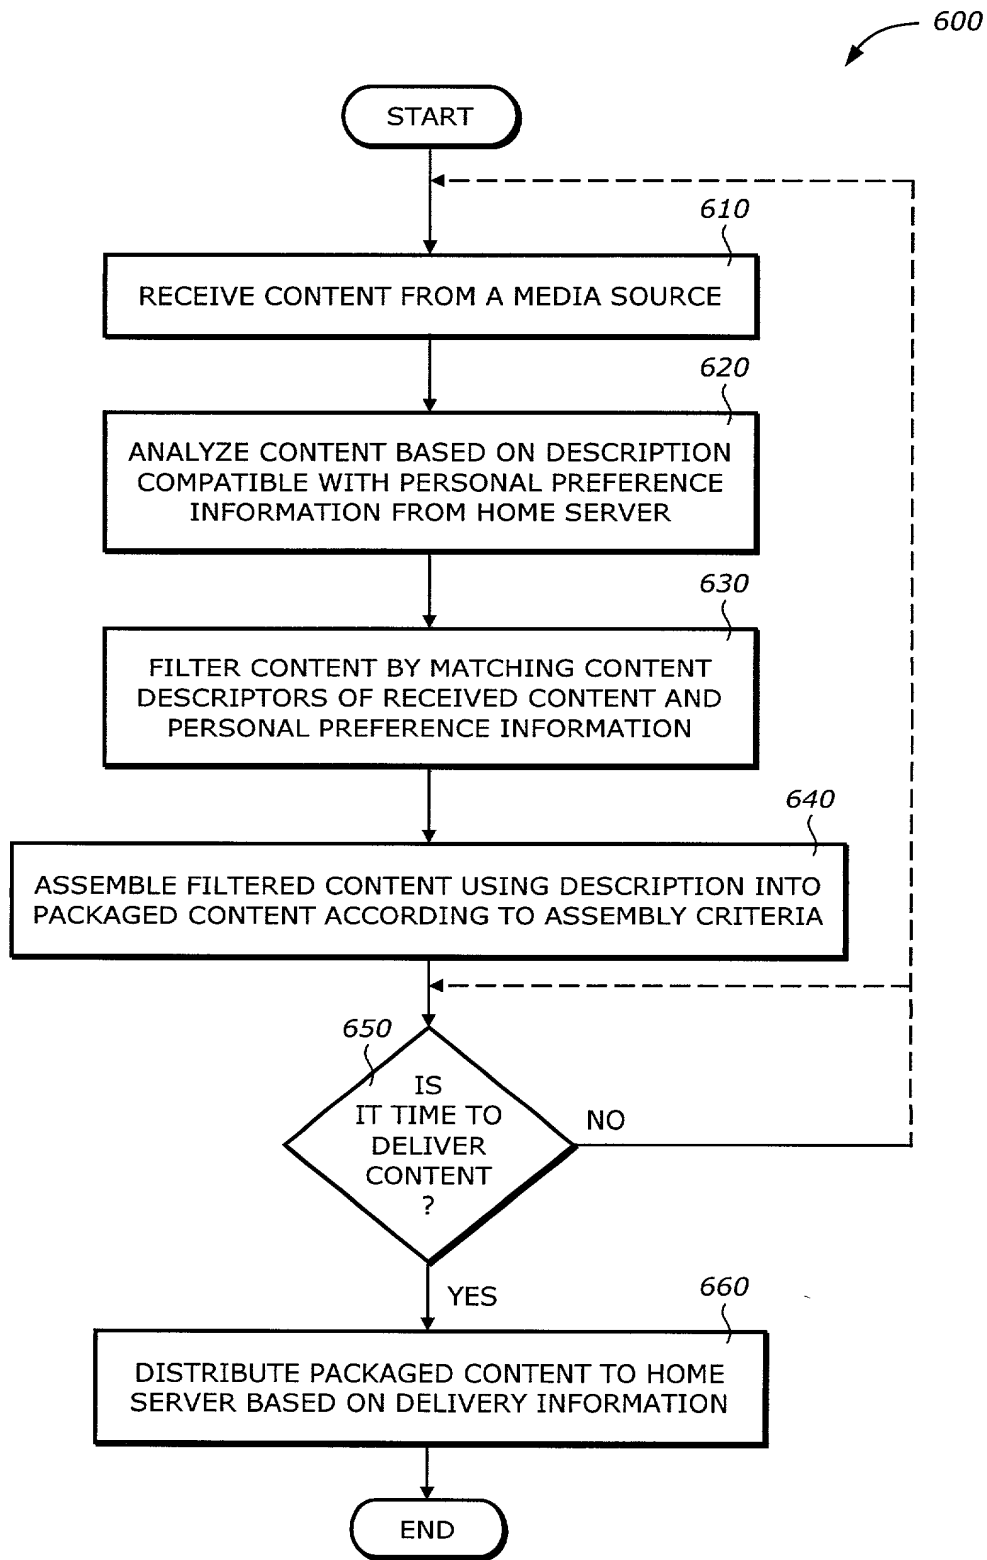 600
START
610
RECEIVE CONTENT FROM A MEDIA SOURCE
620
ANALYZE CONTENT BASED ON DESCRIPTION
COMPATIBLE WITH PERSONAL PREFERENCE
INFORMATION FROM HOME SERVER
630
FILTER CONTENT BY MATCHING CONTENT
DESCRIPTORS OF RECEIVED CONTENT AND
PERSONAL PREFERENCE INFORMATION
640
ASSEMBLE FILTERED CONTENT USING DESCRIPTION INTO
PACKAGED CONTENT ACCORDING TO ASSEMBLY CRITERIA
650
IS
IT TIME TO
DELIVER
CONTENT
?
NO
YES
660
DISTRIBUTE PACKAGED CONTENT TO HOME
SERVER BASED ON DELIVERY INFORMATION
END